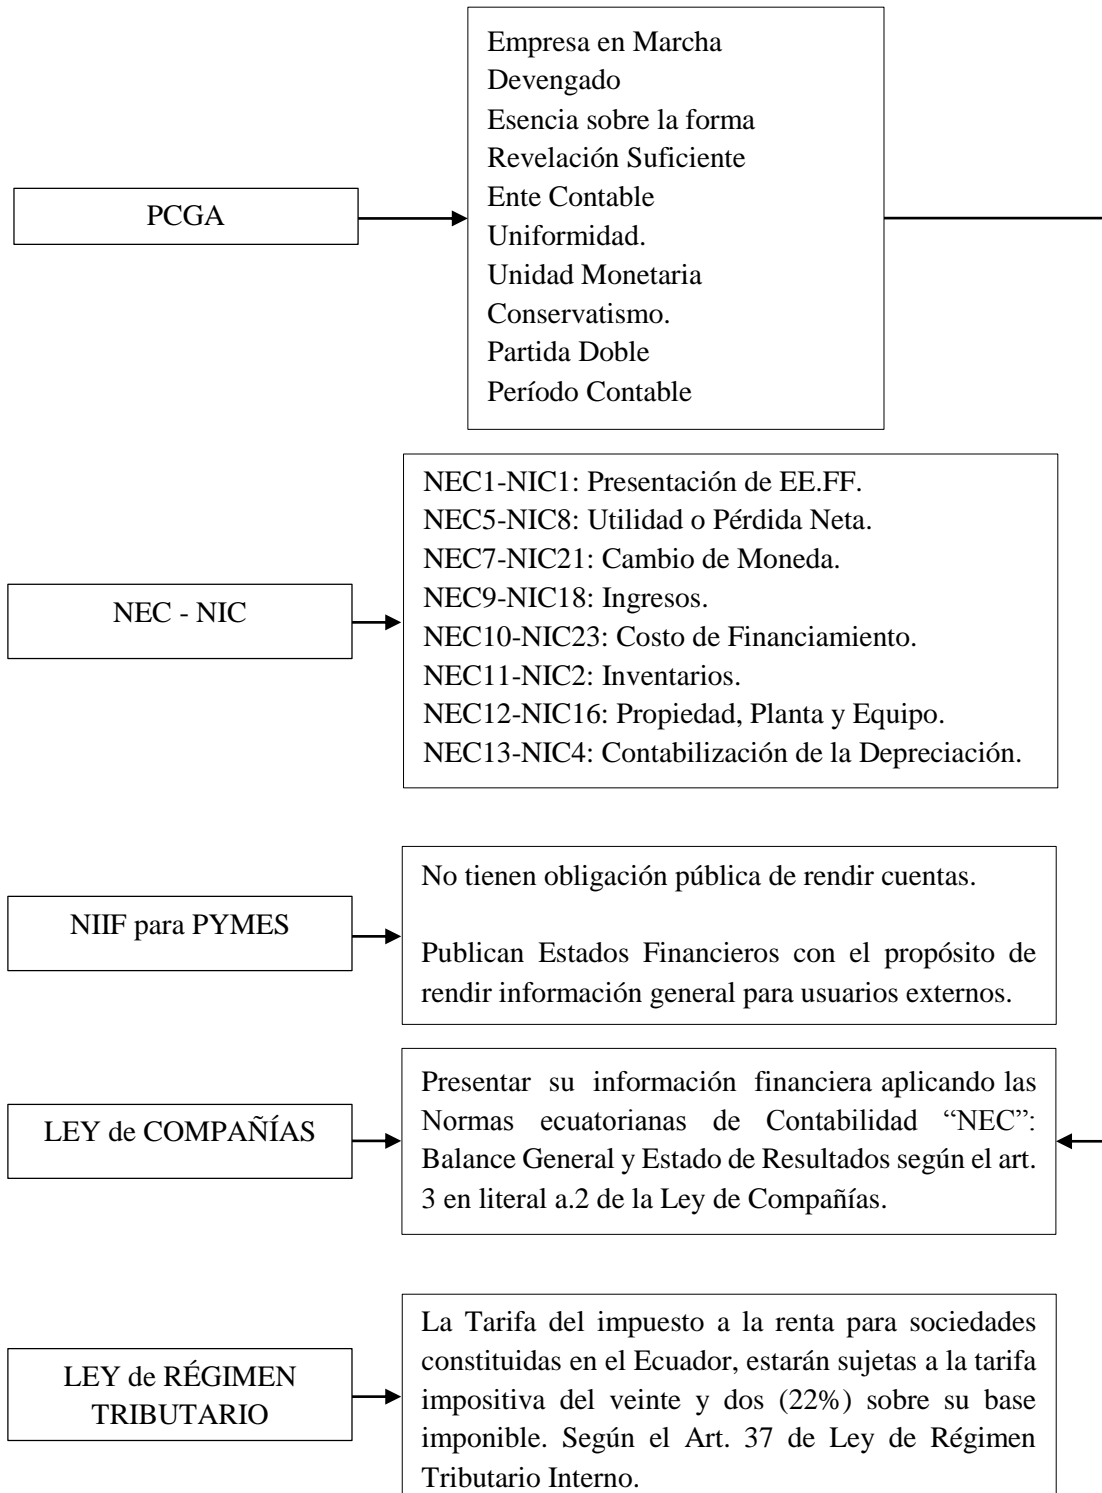 PCGA
Empresa en Marcha
Devengado
Esencia sobre la forma
Revelación Suficiente
Ente Contable
Uniformidad.
Unidad Monetaria
Conservatismo.
Partida Doble
Período Contable
NEC - NIC
NEC1-NIC1: Presentación de EE.FF.
NEC5-NIC8: Utilidad o Pérdida Neta.
NEC7-NIC21: Cambio de Moneda.
NEC9-NIC18: Ingresos.
NEC10-NIC23: Costo de Financiamiento.
NEC11-NIC2: Inventarios.
NEC12-NIC16: Propiedad, Planta y Equipo.
NEC13-NIC4: Contabilización de la Depreciación.
NIIF para PYMES
No tienen obligación pública de rendir cuentas.
Publican Estados Financieros con el propósito de
rendir información general para usuarios externos.
LEY de COMPAÑÍAS
Presentar su información financiera aplicando las
Normas ecuatorianas de Contabilidad “NEC”:
Balance General y Estado de Resultados según el art.
3 en literal a.2 de la Ley de Compañías.
LEY de RÉGIMEN
TRIBUTARIO
La Tarifa del impuesto a la renta para sociedades
constituidas en el Ecuador, estarán sujetas a la tarifa
impositiva del veinte y dos (22%) sobre su base
imponible. Según el Art. 37 de Ley de Régimen
Tributario Interno.